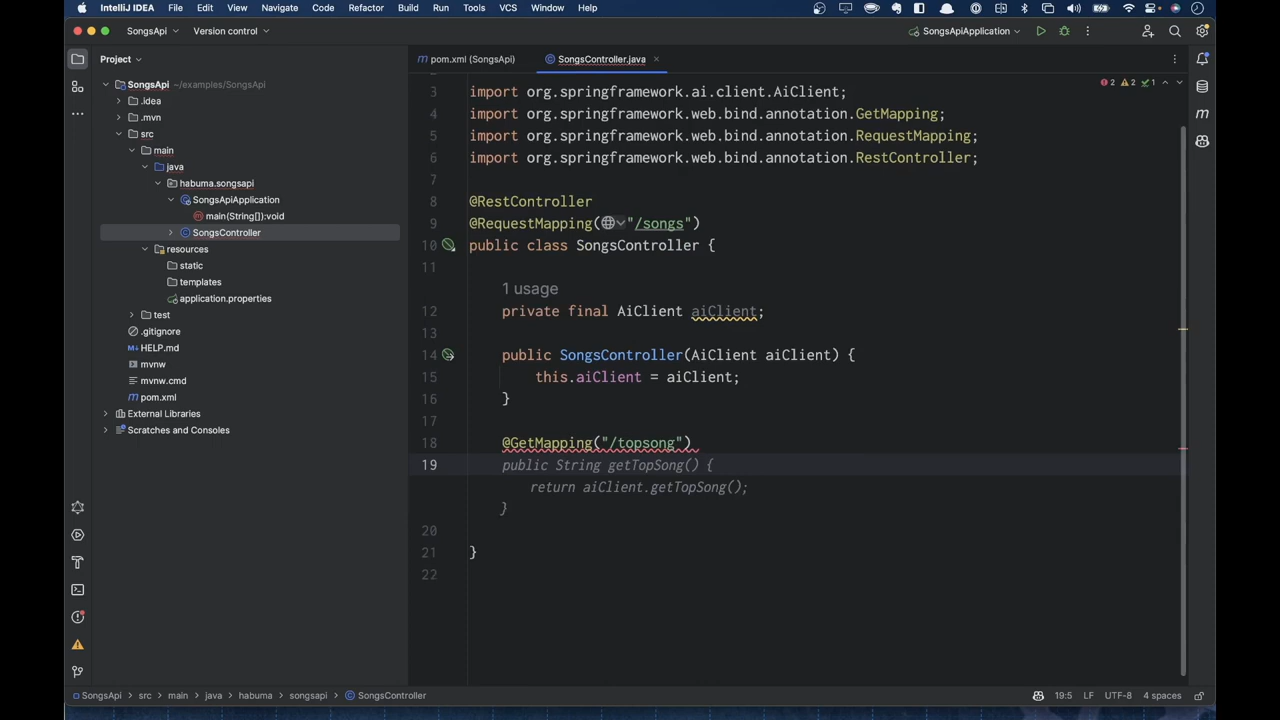 IntelliJ IDEA File Edit View Navigate Code Refactor Build Run Tools VCS Window Help
SongsApi Version control SongsApiApplication
Project
pom.xml (SongsApi) SongsController.java
SongsApi ~/examples/SongsApi
.idea
.mvn
src
main
java
habuma.songsapi
SongsApiApplication
main(String[]):void
SongsController
resources
static
templates
application.properties
test
.gitignore
HELP.md
mvnw
mvnw.cmd
pom.xml
External Libraries
Scratches and Consoles
2 2 1
3 import org.springframework.ai.client.AiClient;
4 import org.springframework.web.bind.annotation.GetMapping;
5 import org.springframework.web.bind.annotation.RequestMapping;
6 import org.springframework.web.bind.annotation.RestController;
7
8 @RestController
9 @RequestMapping("/songs")
10 public class SongsController {
11
1 usage
12 private final AiClient aiClient;
13
14 public SongsController(AiClient aiClient) {
15 this.aiClient = aiClient;
16 }
17
18 @GetMapping("/topsong")
19 public String getTopSong() {
return aiClient.getTopSong();
}
20
21 }
22
SongsApi src main java habuma songsapi SongsController 19:5 LF UTF-8 4 spaces